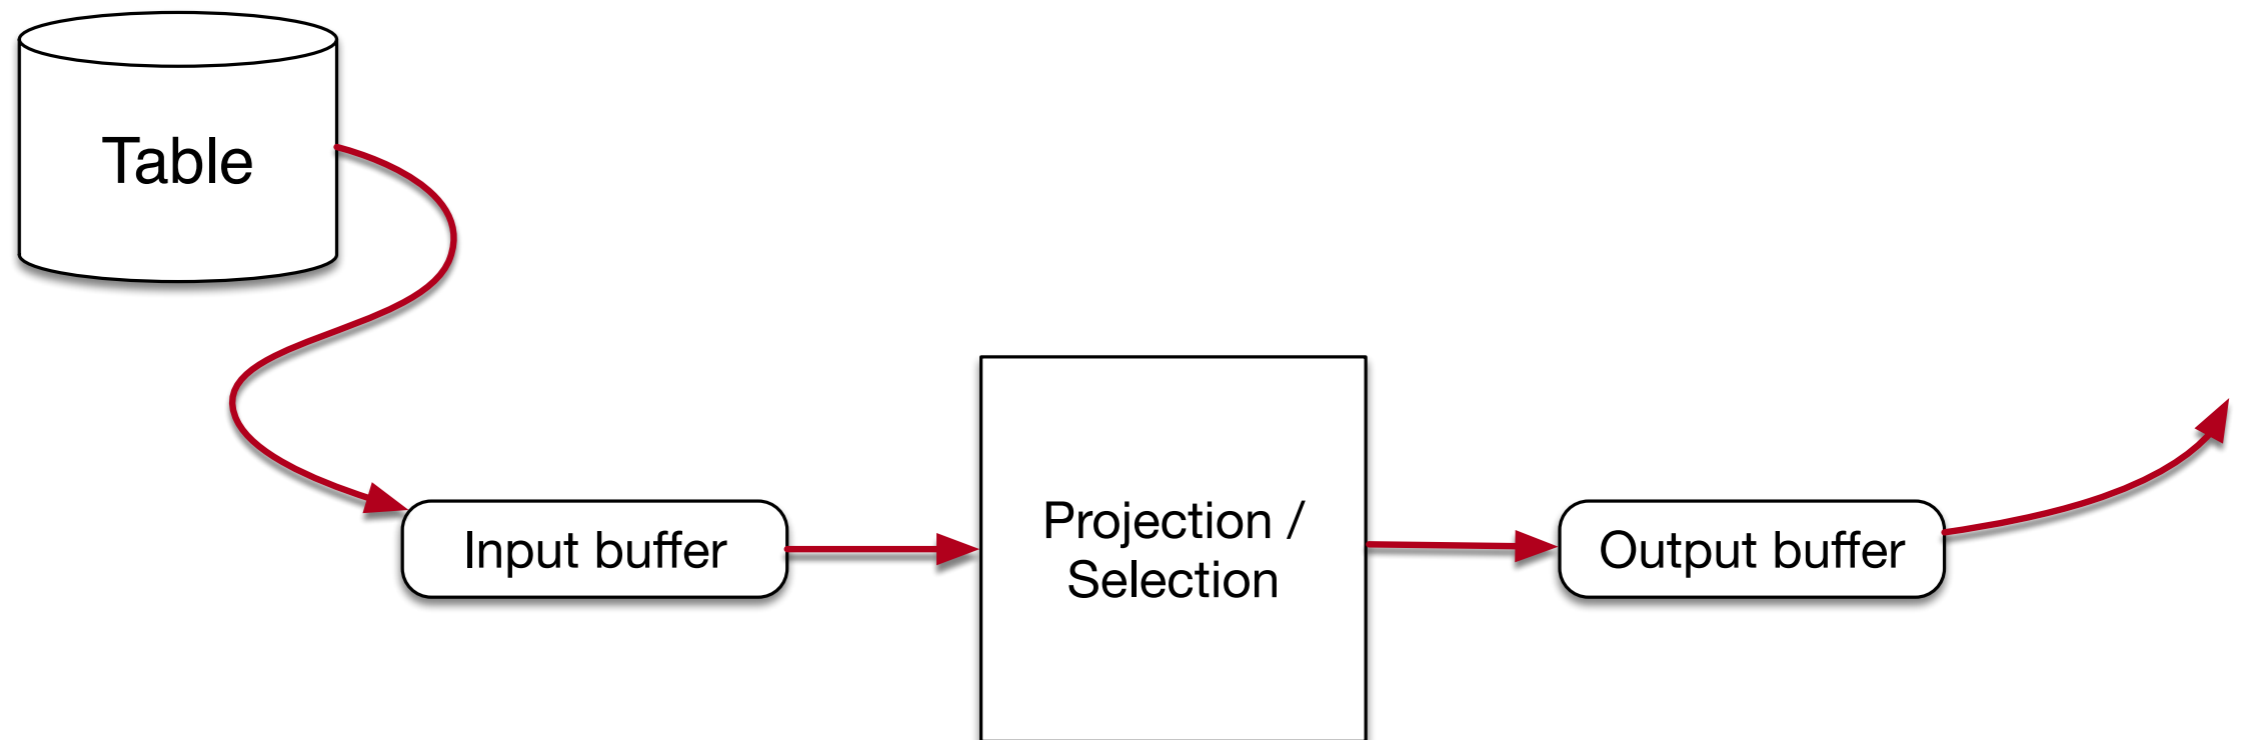 Table
Input buffer
Projection /
Selection
Output buffer